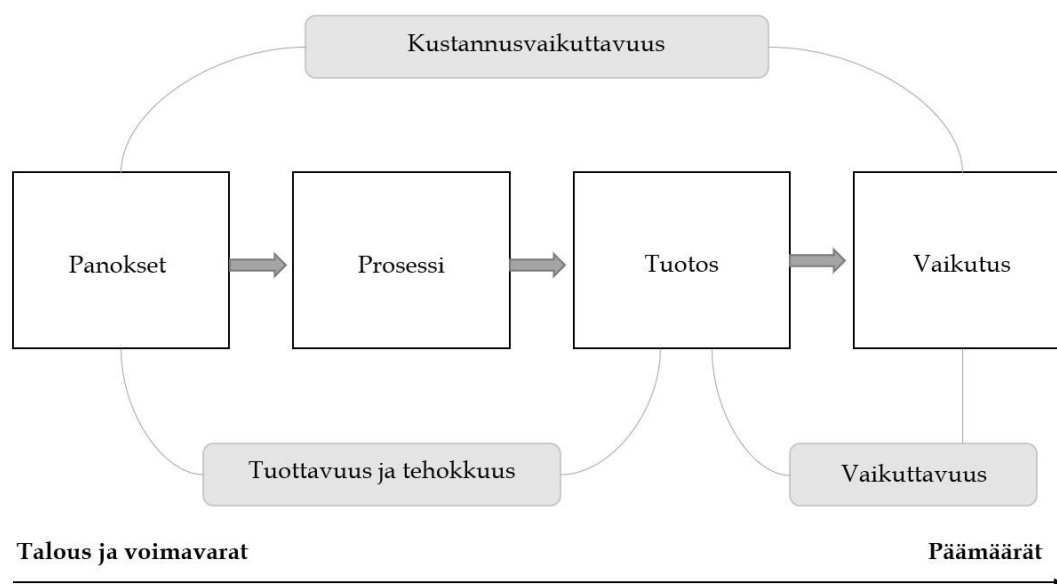 Kustannusvaikuttavuus
Panokset
Prosessi
Tuotos
Vaikutus
Tuottavuus ja tehokkuus
Vaikuttavuus
Talous ja voimavarat
Päämäärät